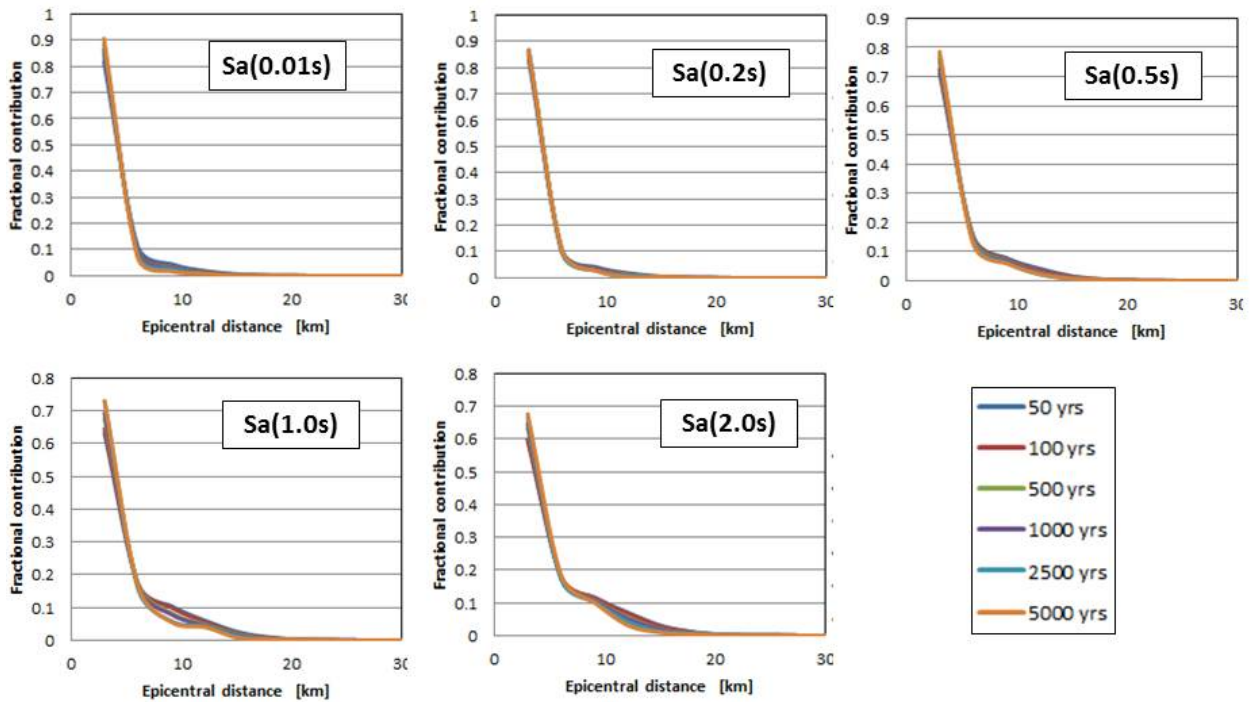 Sa(0.01s)
Fractional contribution
1
0.9
0.8
0.7
0.6
0.5
0.4
0.3
0.2
0.1
0
0 10 20 30
Epicentral distance [km]
Sa(0.2s)
Fractional contribution
1
0.9
0.8
0.7
0.6
0.5
0.4
0.3
0.2
0.1
0
0 10 20 30
Epicentral distance [km]
Sa(0.5s)
Fractional contribution
0.9
0.8
0.7
0.6
0.5
0.4
0.3
0.2
0.1
0
0 10 20 30
Epicentral distance [km]
Sa(1.0s)
Fractional contribution
0.8
0.7
0.6
0.5
0.4
0.3
0.2
0.1
0
0 10 20 30
Epicentral distance [km]
Sa(2.0s)
Fractional contribution
0.8
0.7
0.6
0.5
0.4
0.3
0.2
0.1
0
0 10 20 30
Epicentral distance [km]
50 yrs
100 yrs
500 yrs
1000 yrs
2500 yrs
5000 yrs